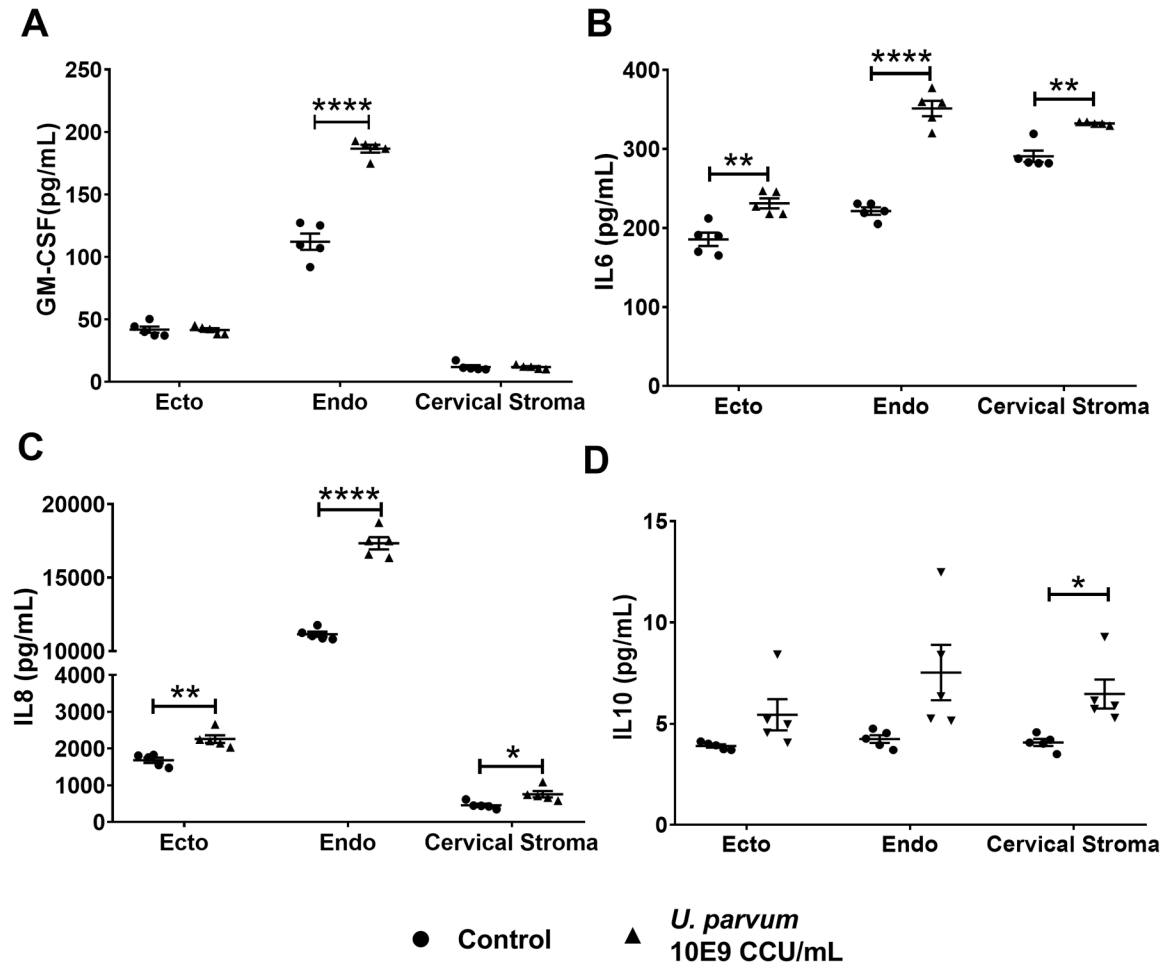 A
GM-CSF(pg/mL)
250
200
150
100
50
0
****
Ecto
Endo
Cervical Stroma
B
IL6 (pg/mL)
400
300
200
100
0
**
****
**
Ecto
Endo
Cervical Stroma
C
IL8 (pg/mL)
20000
15000
10000
4000
3000
2000
1000
0
**
****
*
Ecto
Endo
Cervical Stroma
D
IL10 (pg/mL)
15
10
5
0
*
Ecto
Endo
Cervical Stroma
Control
U. parvum
10E9 CCU/mL